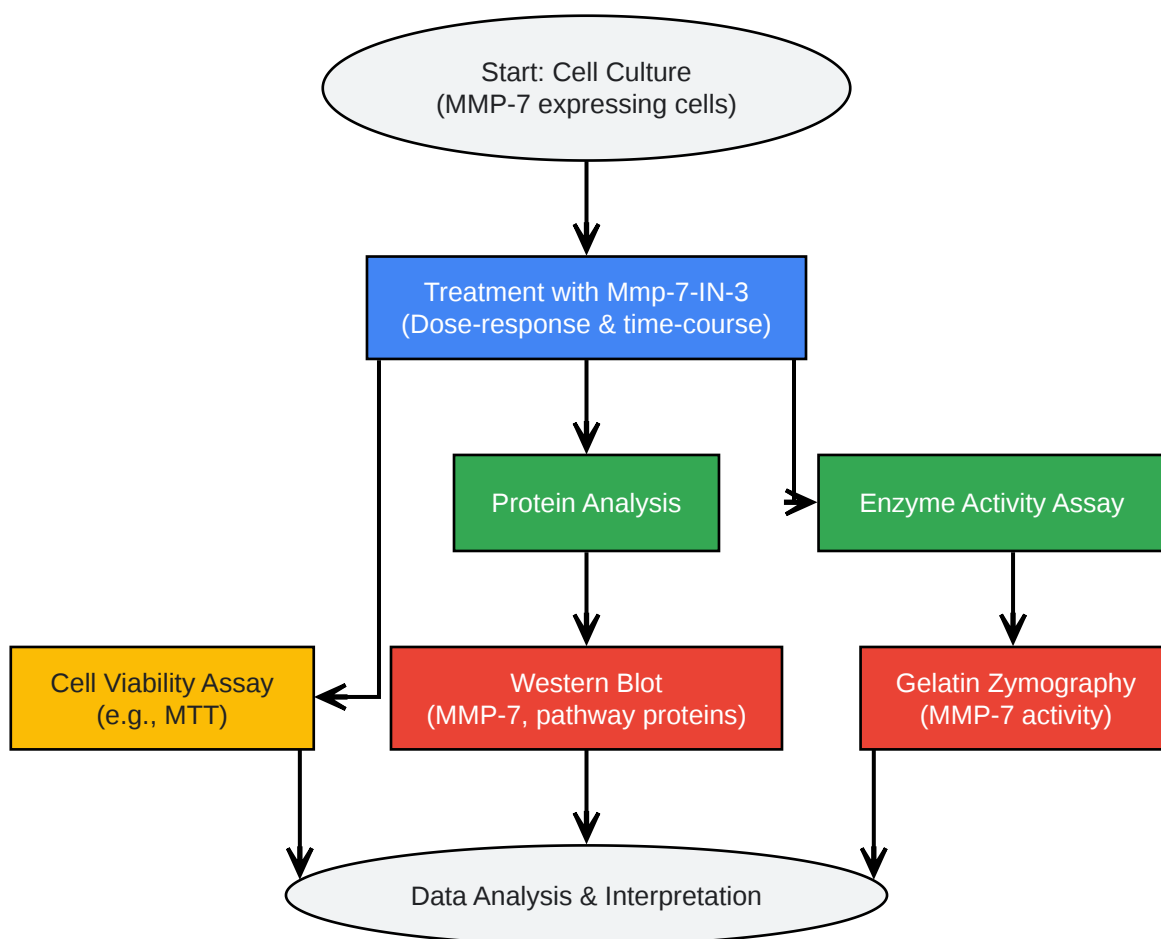 Start: Cell Culture
(MMP-7 expressing cells)
Treatment with Mmp-7-IN-3
(Dose-response & time-course)
Protein Analysis
Enzyme Activity Assay
Cell Viability Assay
(e.g., MTT)
Western Blot
(MMP-7, pathway proteins)
Gelatin Zymography
(MMP-7 activity)
Data Analysis & Interpretation